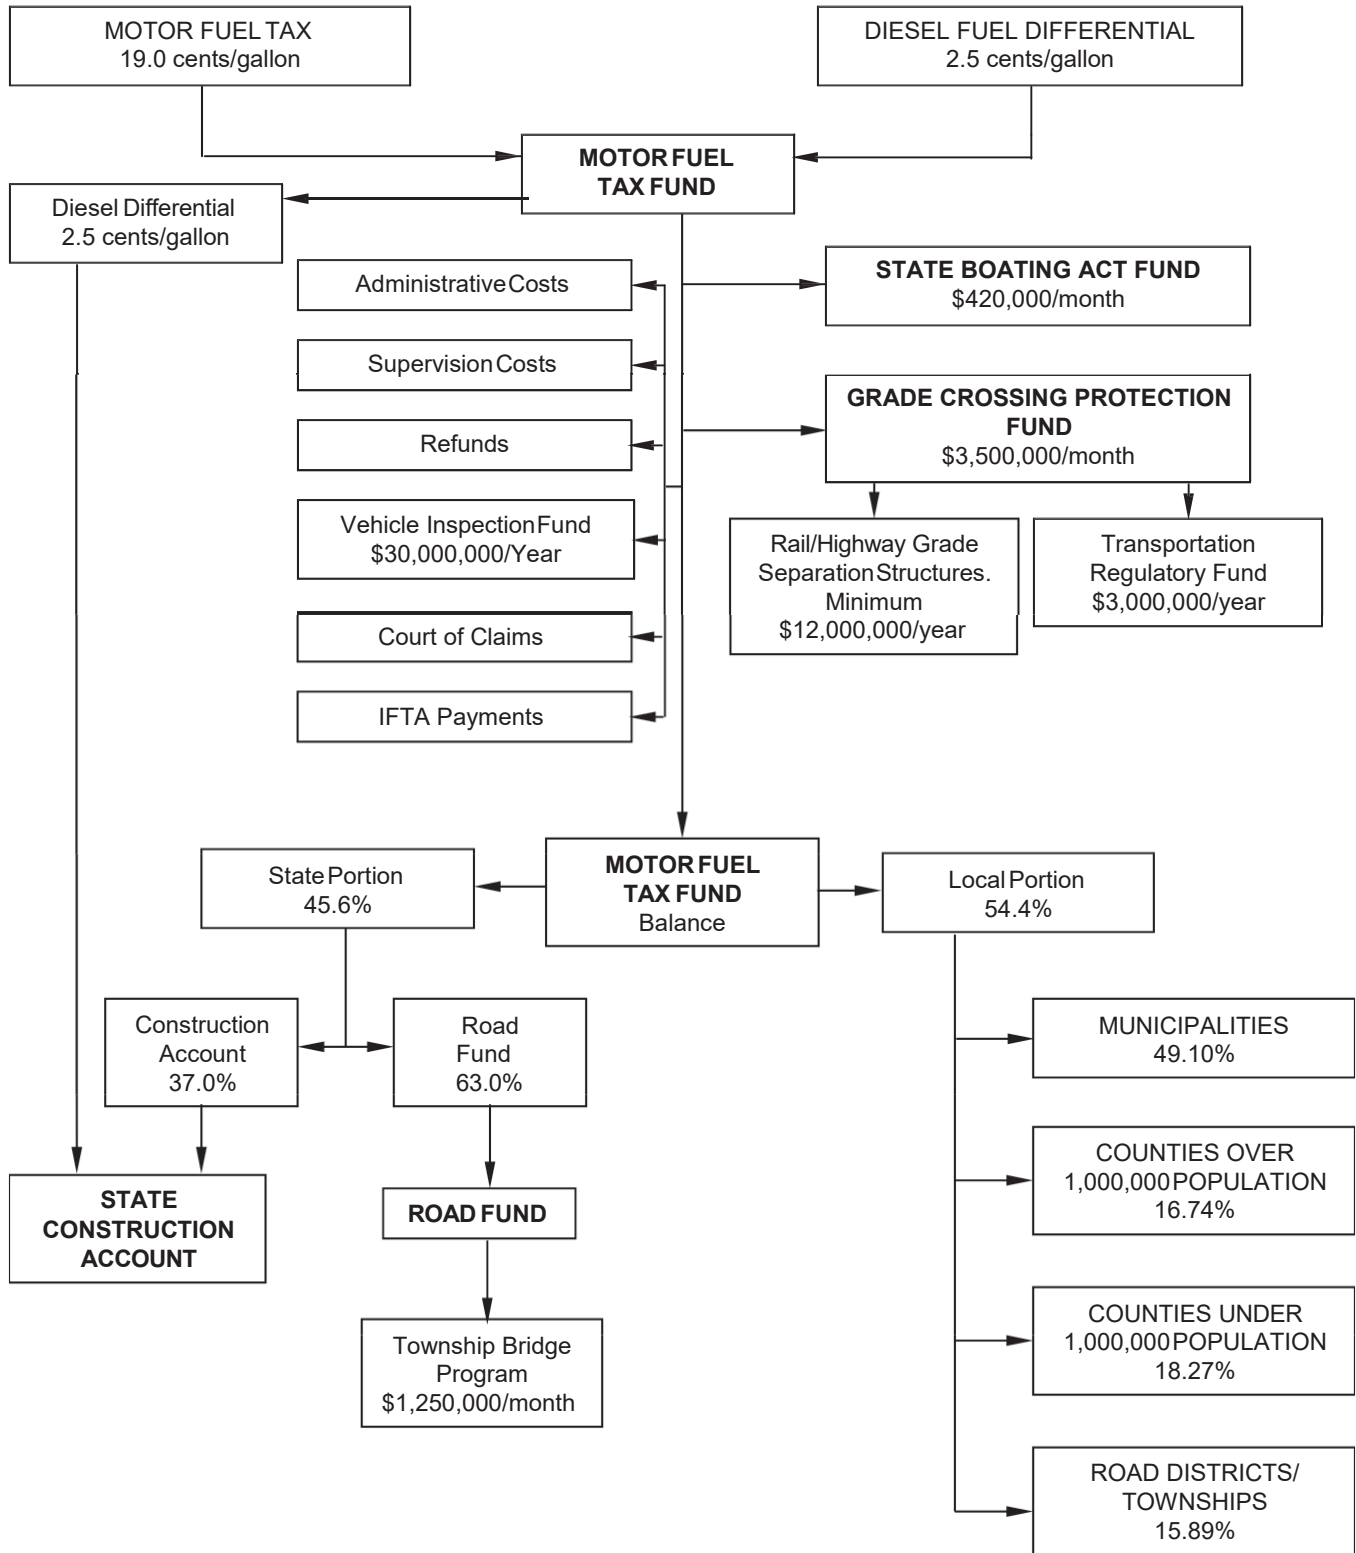 MOTOR FUEL TAX
19.0 cents/gallon
DIESEL FUEL DIFFERENTIAL
2.5 cents/gallon
MOTOR FUEL
TAX FUND
Diesel Differential
2.5 cents/gallon
Administrative Costs
STATE BOATING ACT FUND
$420,000/month
Supervision Costs
GRADE CROSSING PROTECTION
FUND
$3,500,000/month
Refunds
Vehicle Inspection Fund
$30,000,000/Year
Rail/Highway Grade
Separation Structures.
Minimum
$12,000,000/year
Transportation
Regulatory Fund
$3,000,000/year
Court of Claims
IFTA Payments
State Portion
45.6%
MOTOR FUEL
TAX FUND
Balance
Local Portion
54.4%
Construction
Account
37.0%
Road
Fund
63.0%
MUNICIPALITIES
49.10%
COUNTIES OVER
1,000,000 POPULATION
16.74%
STATE
CONSTRUCTION
ACCOUNT
ROAD FUND
COUNTIES UNDER
1,000,000 POPULATION
18.27%
Township Bridge
Program
$1,250,000/month
ROAD DISTRICTS/
TOWNSHIPS
15.89%